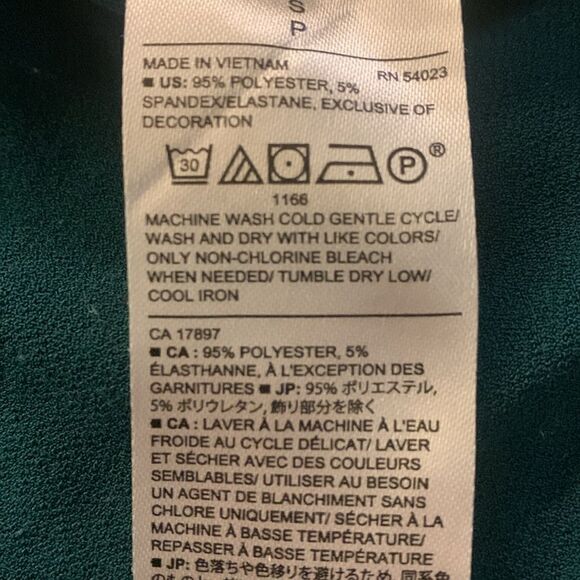 S
P
MADE IN VIETNAM
RN 54023
US: 95% POLYESTER, 5%
SPANDEX/ELASTANE, EXCLUSIVE OF
DECORATION
30
P®
1166
MACHINE WASH COLD GENTLE CYCLE/
WASH AND DRY WITH LIKE COLORS/
ONLY NON-CHLORINE BLEACH
WHEN NEEDED/ TUMBLE DRY LOW/
COOL IRON
CA 17897
CA : 95% POLYESTER, 5%
ÉLASTHANNE, À L'EXCEPTION DES
GARNITURES JP: 95% ポリエステル,
5% ポリウレタン, 飾り部分を除く
CA : LAVER À LA MACHINE À L'EAU
FROIDE AU CYCLE DÉLICAT/ LAVER
ET SÉCHER AVEC DES COULEURS
SEMBLABLES/ UTILISER AU BESOIN
UN AGENT DE BLANCHIMENT SANS
CHLORE UNIQUEMENT/ SÉCHER À LA
MACHINE À BASSE TEMPÉRATURE/
REPASSER À BASSE TEMPÉRATURE
JP: 色落ちや色移りを避けるため、同系色